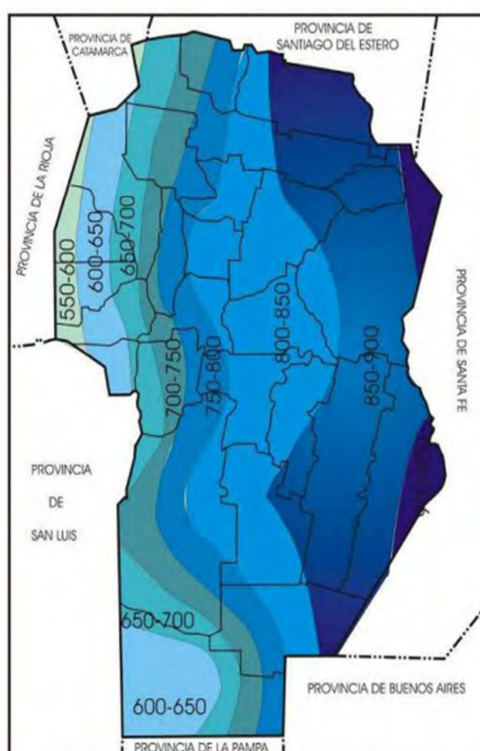 PROVINCIA DE
CATAMARCA
PROVINCIA DE
SANTIAGO DEL ESTERO
PROVINCIA DE LA RIOJA
550-600
600-650
650-700
700-750
750-800
800-850
850-900
PROVINCIA DE SANTA FE
PROVINCIA
DE
SAN LUIS
650-700
600-650
PROVINCIA DE BUENOS AIRES
PROVINCIA DE LA PAMPA